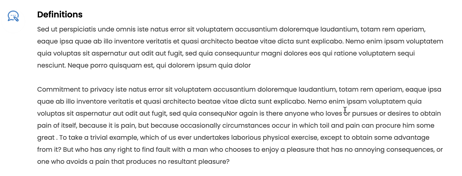 Definitions
Sed ut perspiciatis unde omnis iste natus error sit voluptatem accusantium doloremque laudantium, totam rem aperiam,
eaque ipsa quae ab illo inventore veritatis et quasi architecto beatae vitae dicta sunt explicabo. Nemo enim ipsam voluptatem
quia voluptas sit aspernatur aut odit aut fugit, sed quia consequuntur magni dolores eos qui ratione voluptatem sequi
nesciunt. Neque porro quisquam est, qui dolorem ipsum quia dolor
Commitment to privacy iste natus error sit voluptatem accusantium doloremque laudantium, totam rem aperiam, eaque ipsa
quae ab illo inventore veritatis et quasi architecto beatae vitae dicta sunt explicabo. Nemo enim ipsam voluptatem quia
voluptas sit aspernatur aut odit aut fugit, sed quia consequNor again is there anyone who loves or pursues or desires to obtain
pain of itself, because it is pain, but because occasionally circumstances occur in which toil and pain can procure him some
great . To take a trivial example, which of us ever undertakes laborious physical exercise, except to obtain some advantage
from it? But who has any right to find fault with a man who chooses to enjoy a pleasure that has no annoying consequences, or
one who avoids a pain that produces no resultant pleasure?